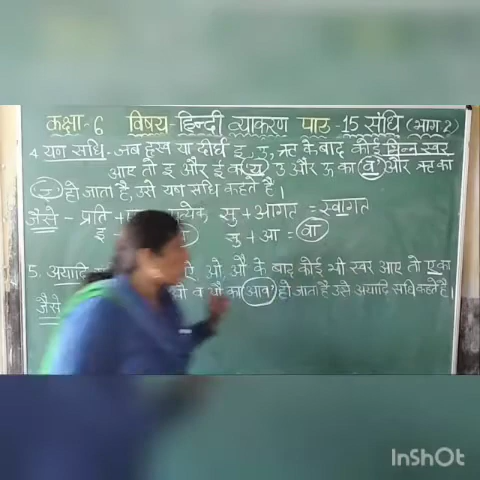 कक्षा-6 विषय-हिन्दी व्याकरण पाठ-15 संधि (भाग 2)
4. यण संधि - जब ह्रस्व या दीर्घ इ, उ, ऋ के बाद कोई भिन्न स्वर
आए तो इ और ई का य, उ और ऊ का व' और ऋ का
हो जाता है, उसे यण संधि कहते है।
जैसे - प्रति + त्येक, सु + आगत = स्वागत
इ - उ + आ = वा
5. अयादि ऐ, ओ, औ के बाद कोई भी स्वर आए तो ए का
जैसे का आव' हो जाता है उसे अयादि संधि कहते है।
InShOt